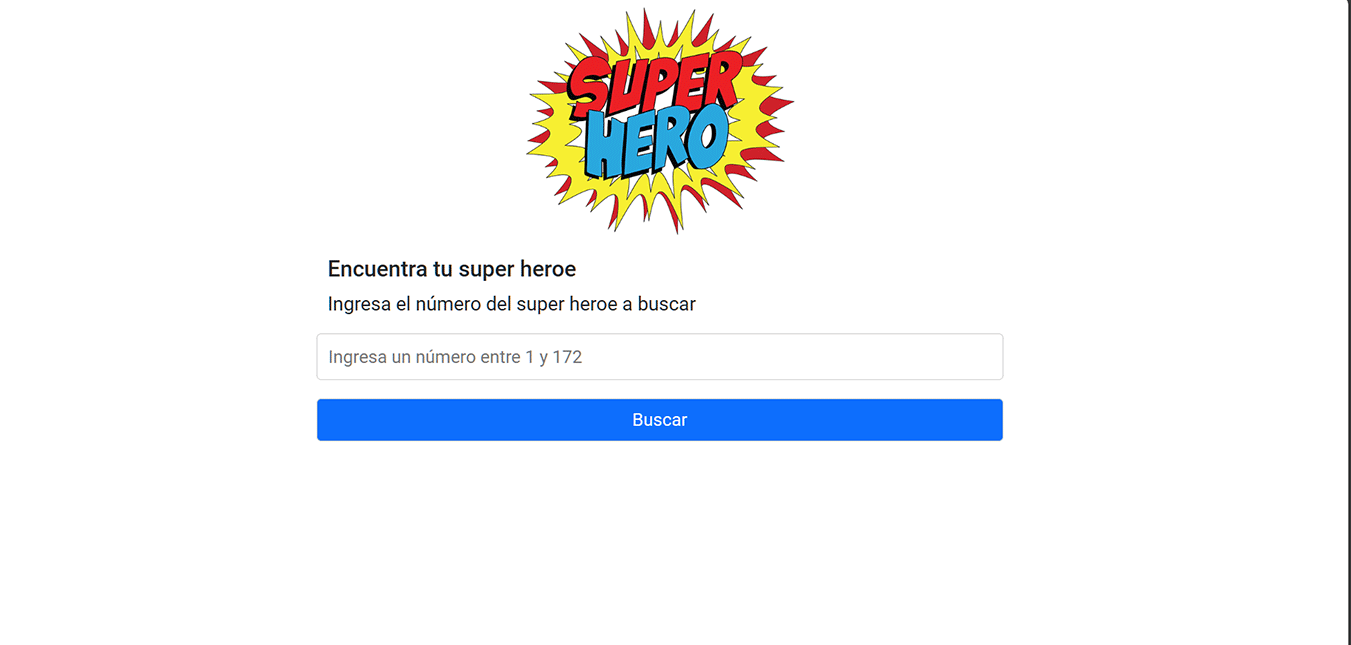 SUPER
HERO
Encuentra tu super heroe
Ingresa el número del super heroe a buscar
Ingresa un número entre 1 y 172
Buscar